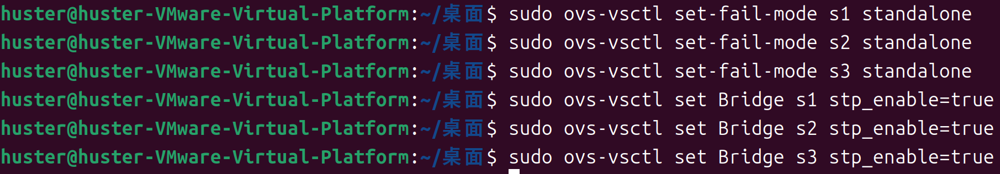 huster@huster-VMware-Virtual-Platform:~/桌面$ sudo ovs-vsctl set-fail-mode s1 standalone
huster@huster-VMware-Virtual-Platform:~/桌面$ sudo ovs-vsctl set-fail-mode s2 standalone
huster@huster-VMware-Virtual-Platform:~/桌面$ sudo ovs-vsctl set-fail-mode s3 standalone
huster@huster-VMware-Virtual-Platform:~/桌面$ sudo ovs-vsctl set Bridge s1 stp_enable=true
huster@huster-VMware-Virtual-Platform:~/桌面$ sudo ovs-vsctl set Bridge s2 stp_enable=true
huster@huster-VMware-Virtual-Platform:~/桌面$ sudo ovs-vsctl set Bridge s3 stp_enable=true